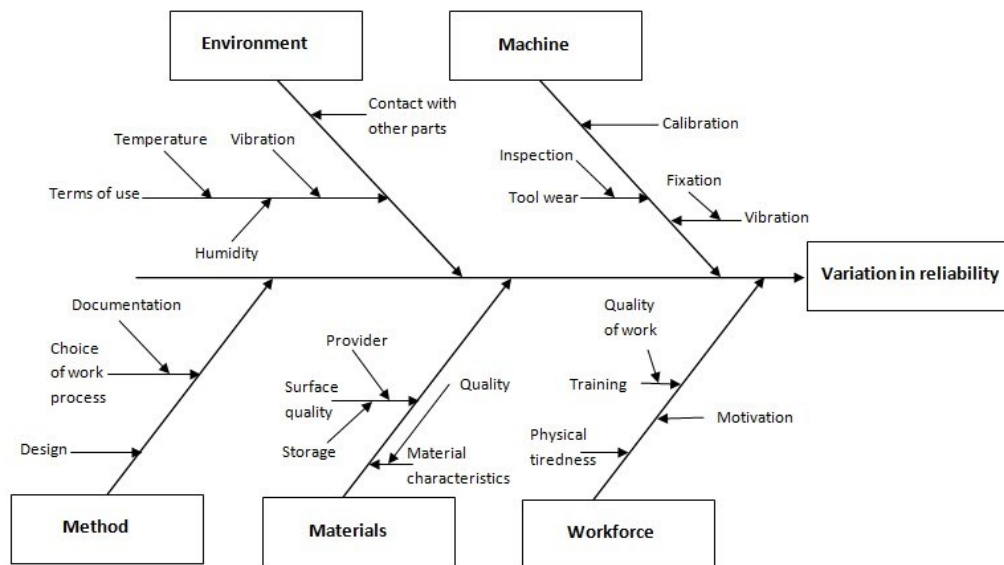 Environment
Machine
Contact with
other parts
Calibration
Temperature
Vibration
Inspection
Fixation
Terms of use
Tool wear
Vibration
Humidity
Variation in reliability
Documentation
Quality
of work
Provider
Choice
of work
process
Surface
quality
Quality
Training
Motivation
Design
Storage
Material
characteristics
Physical
tiredness
Method
Materials
Workforce